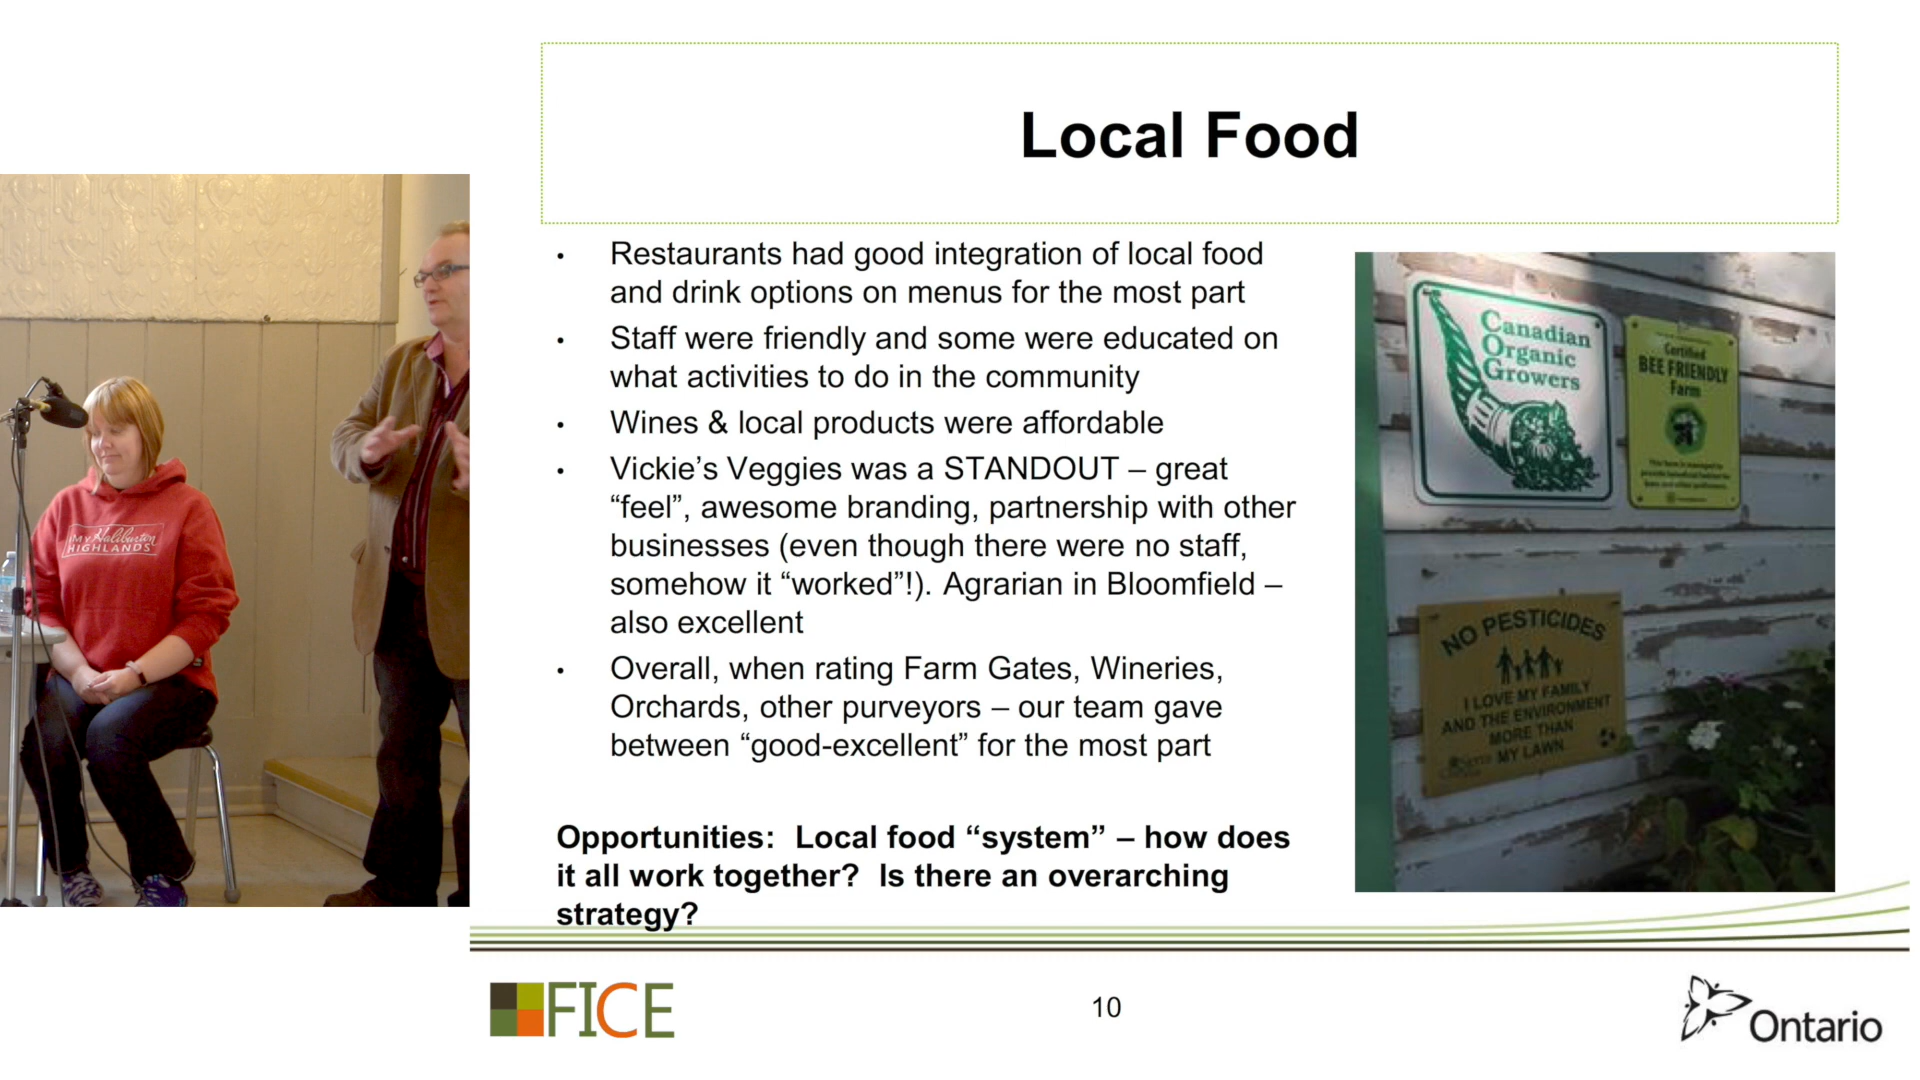 Local Food
• Restaurants had good integration of local food
and drink options on menus for the most part
• Staff were friendly and some were educated on
what activities to do in the community
• Wines & local products were affordable
• Vickie’s Veggies was a STANDOUT – great
“feel”, awesome branding, partnership with other
businesses (even though there were no staff,
somehow it “worked”!). Agrarian in Bloomfield –
also excellent
• Overall, when rating Farm Gates, Wineries,
Orchards, other purveyors – our team gave
between “good-excellent” for the most part
Opportunities: Local food “system” – how does
it all work together? Is there an overarching
strategy?
Canadian
Organic
Growers
Certified
BEE FRIENDLY
Farm
NO PESTICIDES
I LOVE MY FAMILY
AND THE ENVIRONMENT
MORE THAN
MY LAWN
MY Haliburton
HIGHLANDS
FICE
10
Ontario